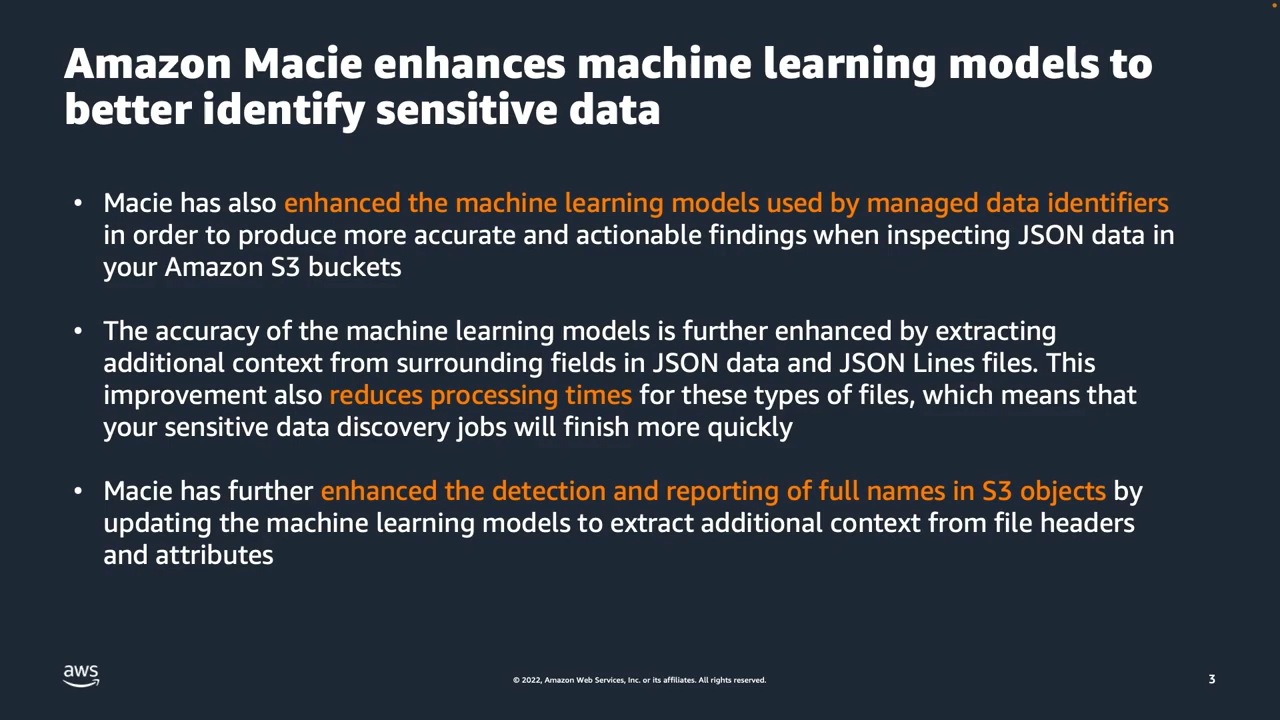 Amazon Macie enhances machine learning models to
better identify sensitive data
• Macie has also enhanced the machine learning models used by managed data identifiers
in order to produce more accurate and actionable findings when inspecting JSON data in
your Amazon S3 buckets
• The accuracy of the machine learning models is further enhanced by extracting
additional context from surrounding fields in JSON data and JSON Lines files. This
improvement also reduces processing times for these types of files, which means that
your sensitive data discovery jobs will finish more quickly
• Macie has further enhanced the detection and reporting of full names in S3 objects by
updating the machine learning models to extract additional context from file headers
and attributes
aws
© 2022, Amazon Web Services, Inc. or its affiliates. All rights reserved.
3